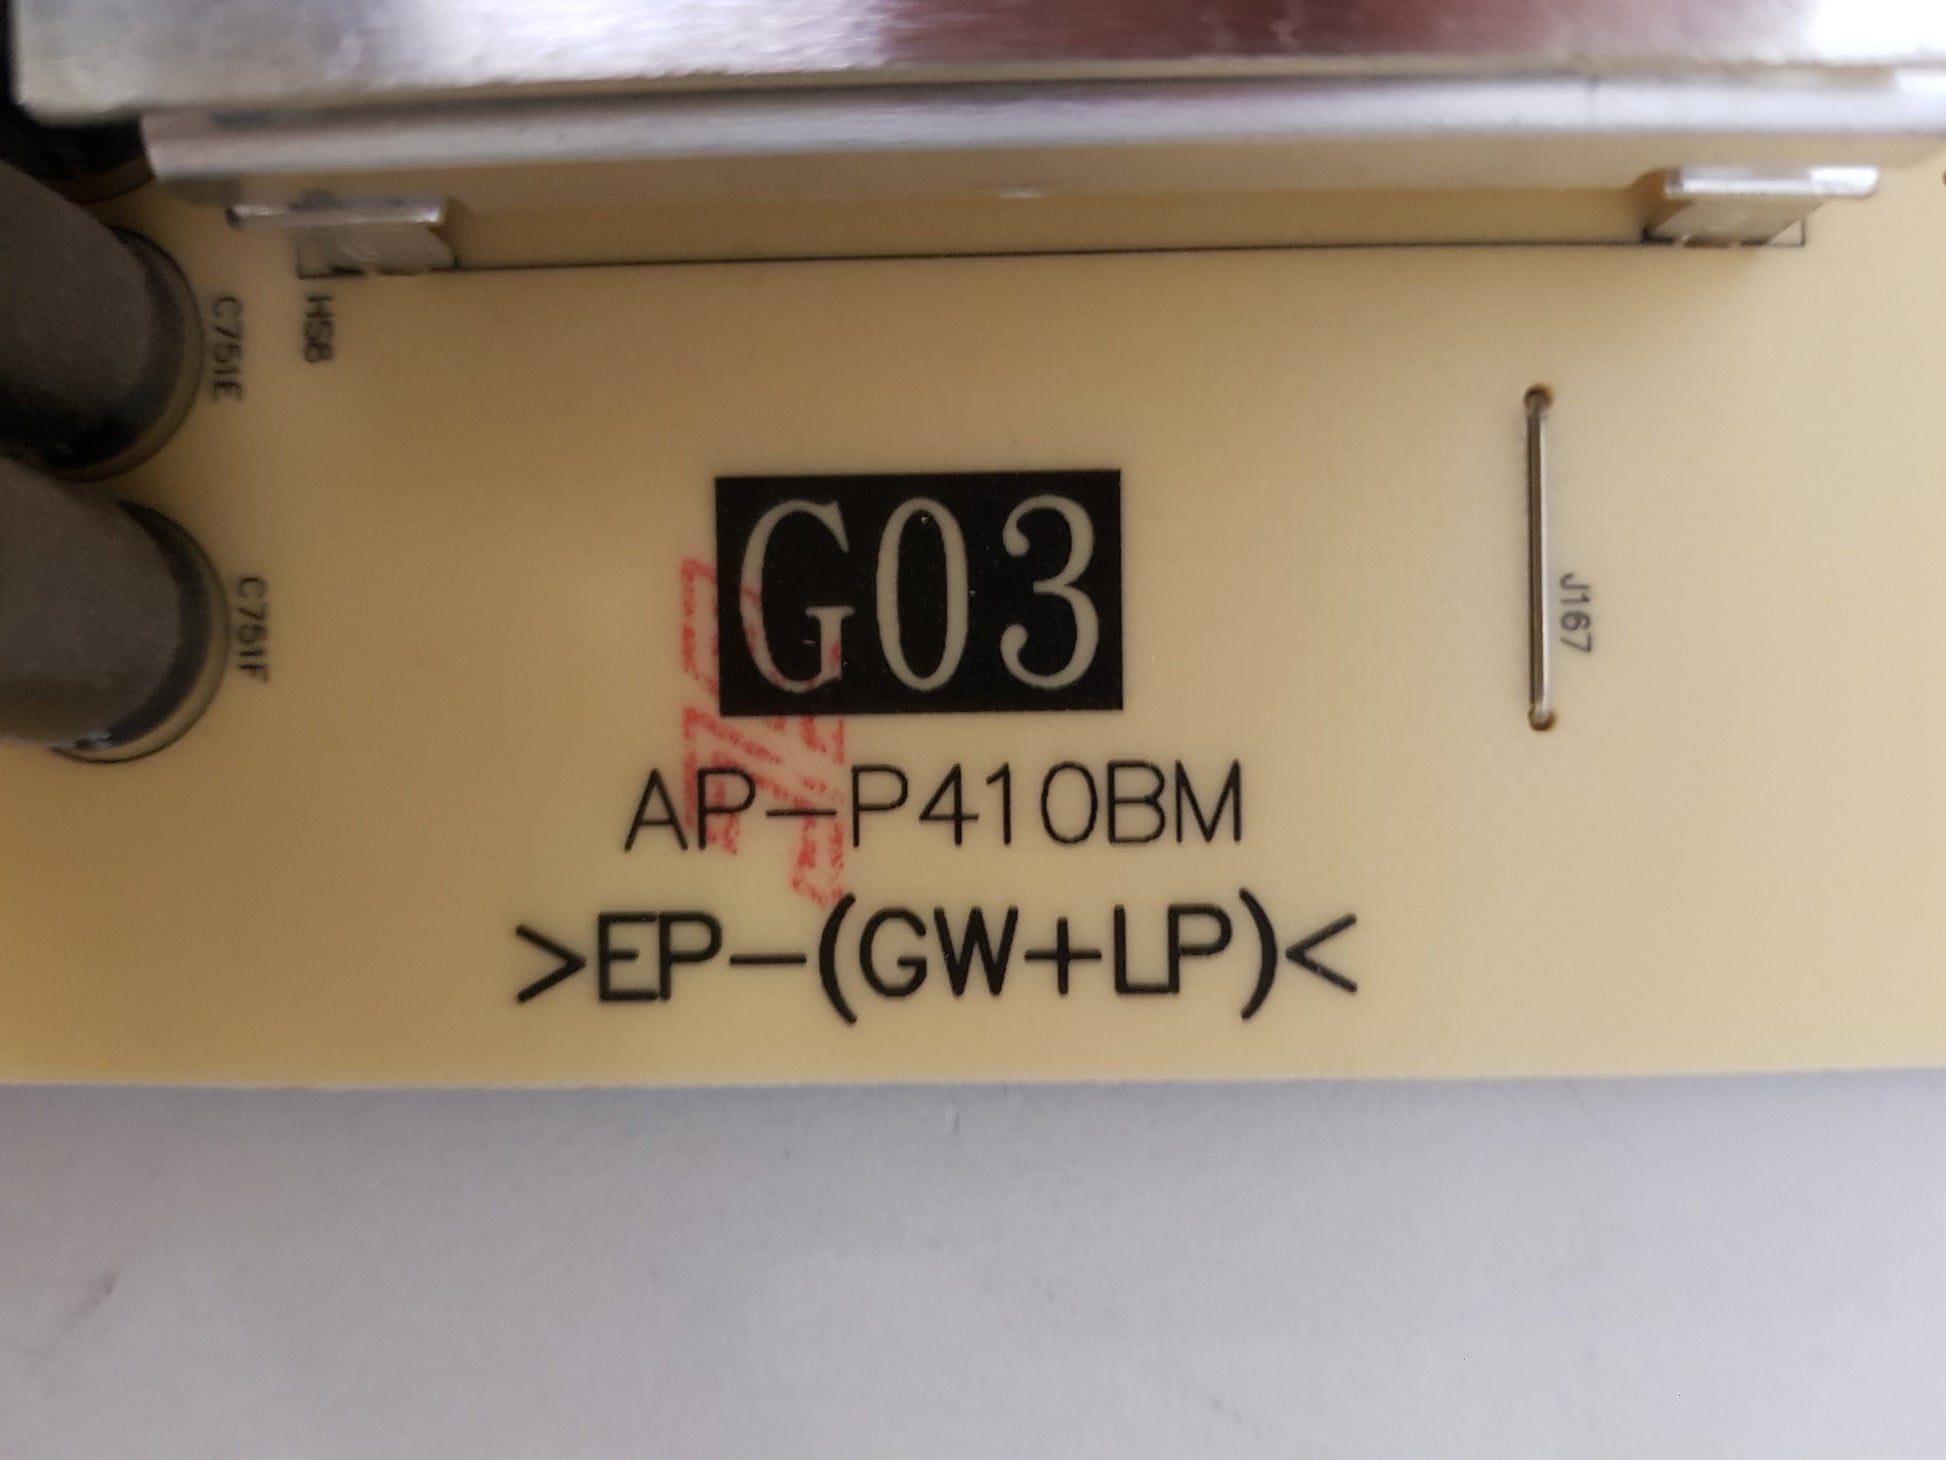 C751E
HS6
C751F
G03
J167
AP-P410BM
>EP-(GW+LP)<